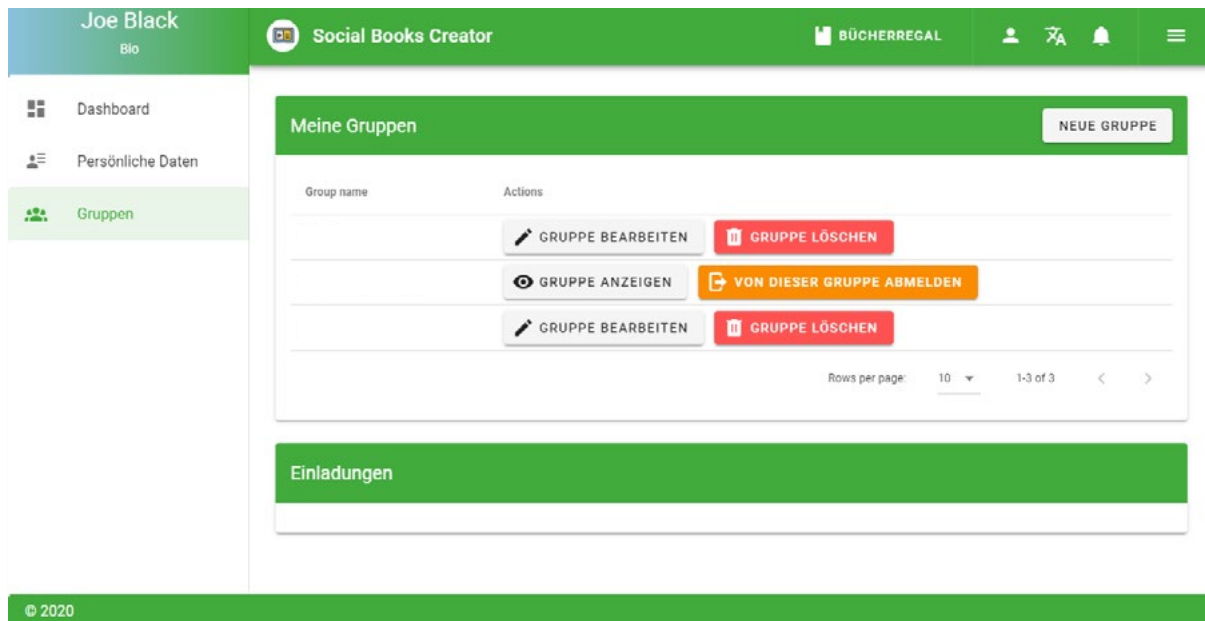 Joe Black
Bio
Social Books Creator
BÜCHERREGAL
Dashboard
Persönliche Daten
Gruppen
Meine Gruppen
NEUE GRUPPE
Group name Actions
GRUPPE BEARBEITEN GRUPPE LÖSCHEN
GRUPPE ANZEIGEN VON DIESER GRUPPE ABMELDEN
GRUPPE BEARBEITEN GRUPPE LÖSCHEN
Rows per page: 10 1-3 of 3
Einladungen
© 2020